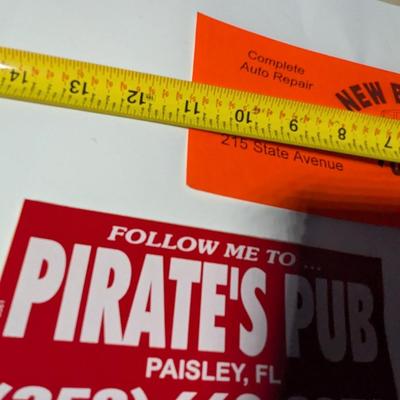 Complete
Auto Repair
NEW
14 13 12 11 10 9 8 7
215 State Avenue
FOLLOW ME TO ...
PIRATE'S PUB
PAISLEY, FL